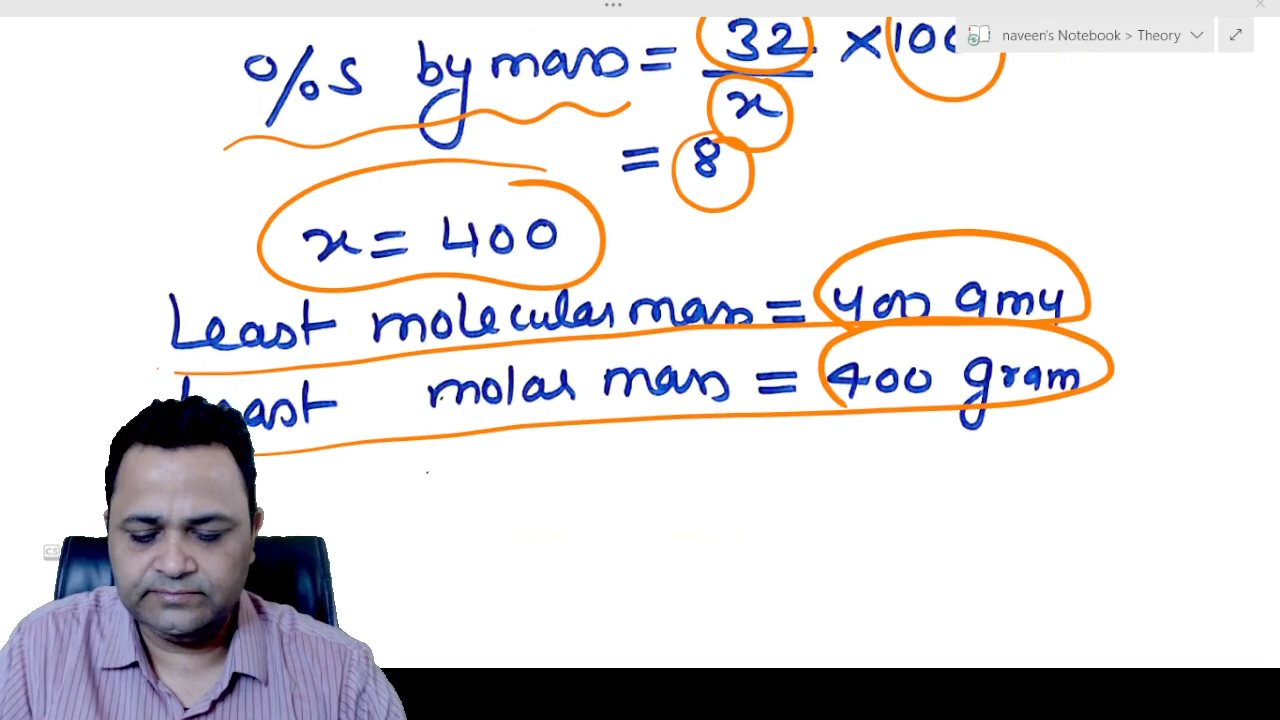 naveen's Notebook > Theory
%S by mass = 32/x × 100
= 8
x = 400
Least molecular mass = 400 amu
Least molar mass = 400 gram